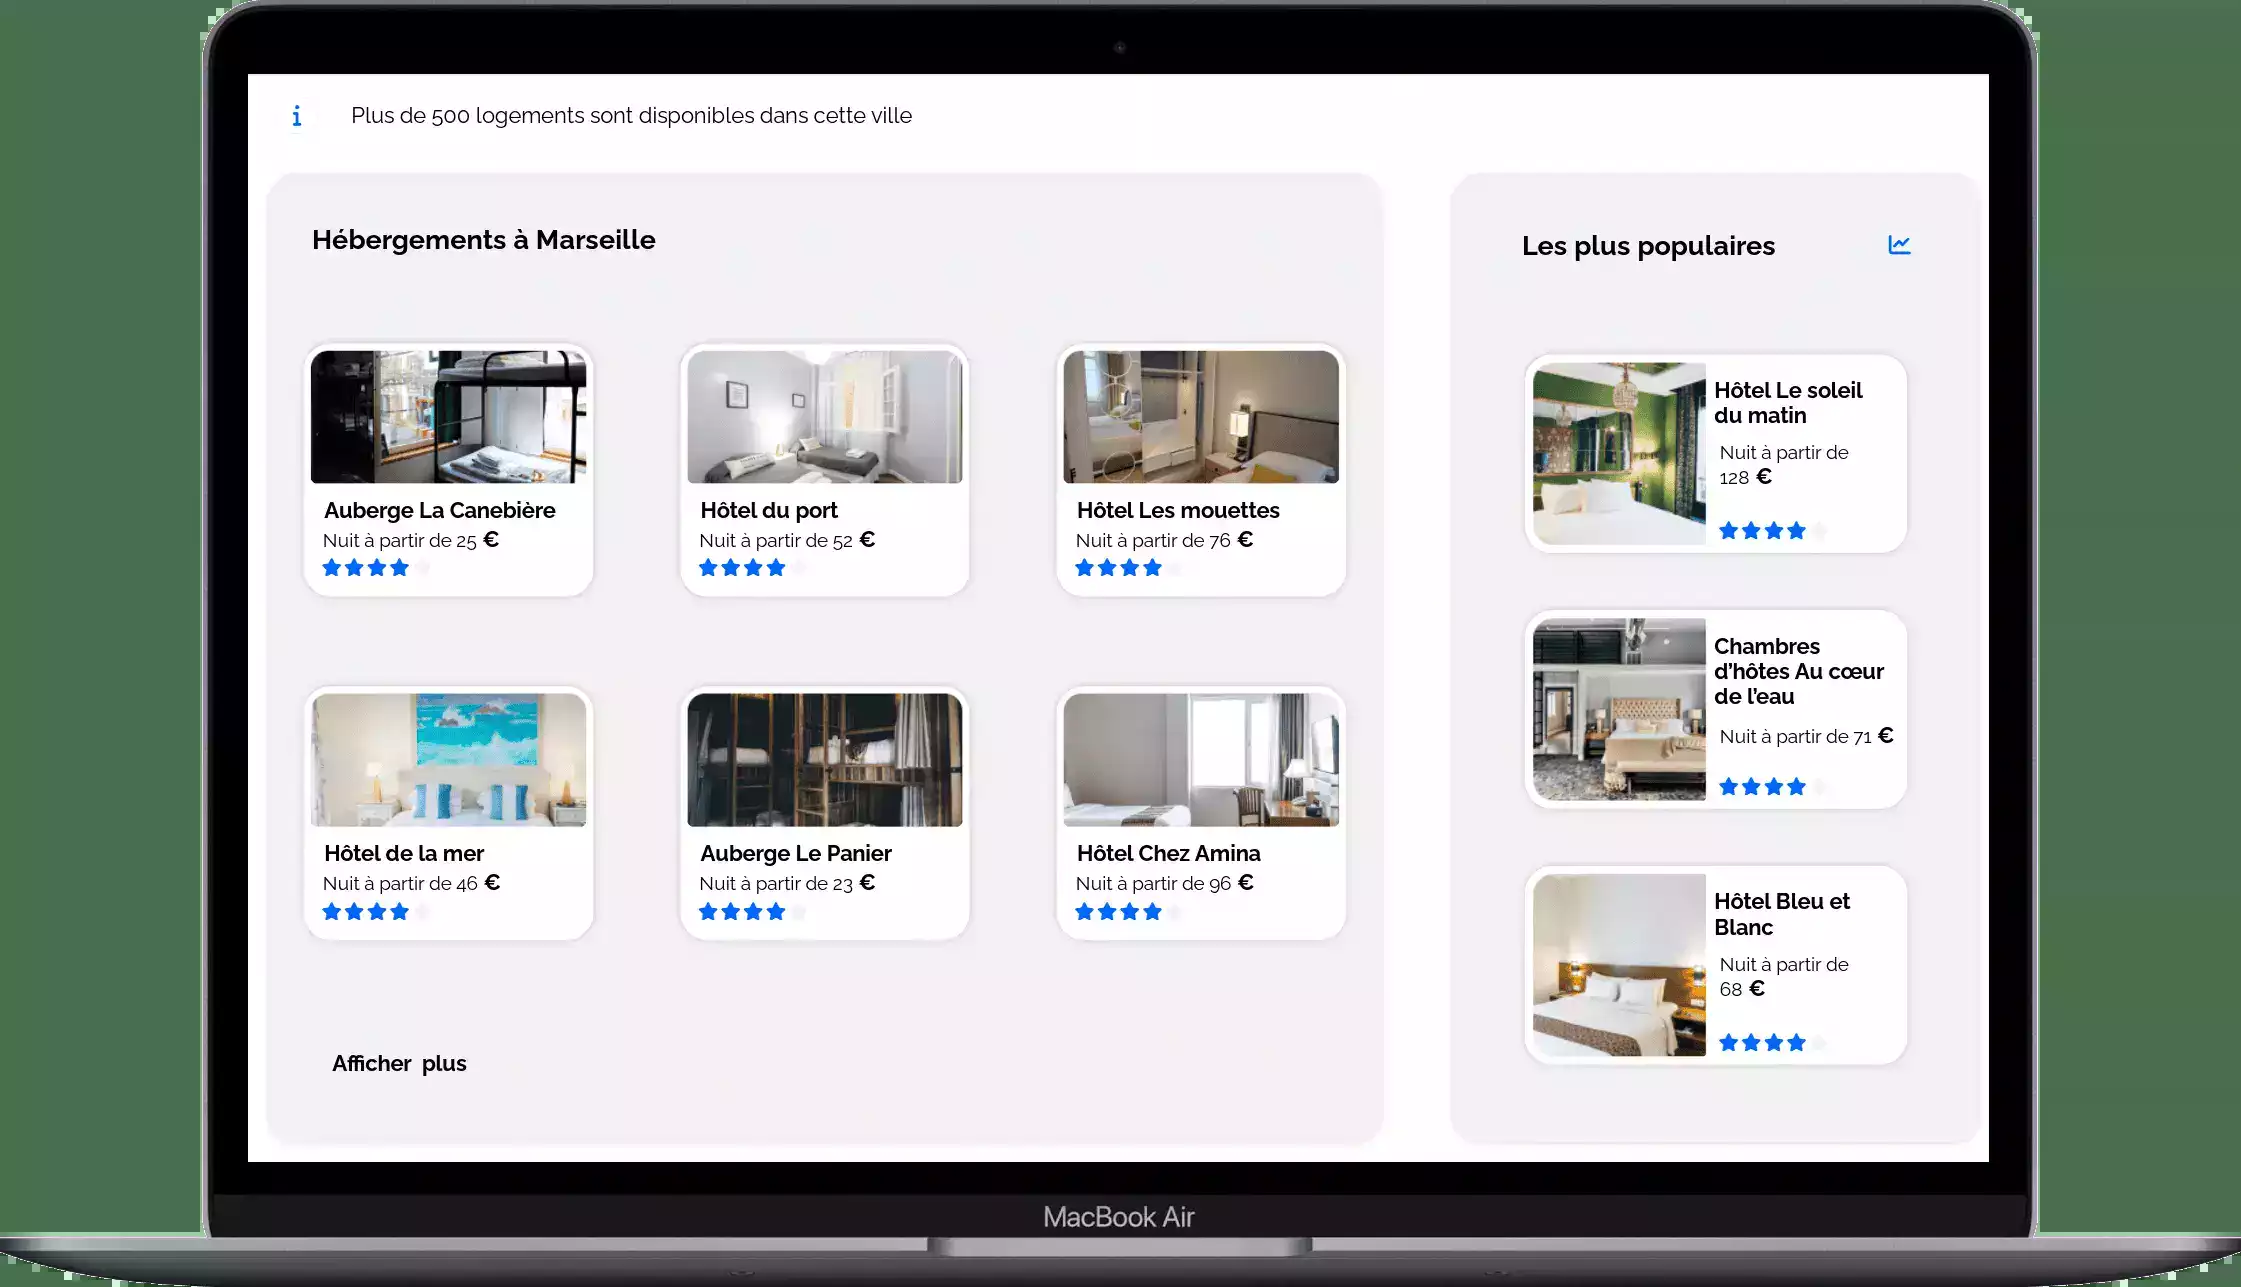 Plus de 500 logements sont disponibles dans cette ville
Hébergements à Marseille
Auberge La Canebière
Nuit à partir de 25 €
Hôtel du port
Nuit à partir de 52 €
Hôtel Les mouettes
Nuit à partir de 76 €
Hôtel de la mer
Nuit à partir de 46 €
Auberge Le Panier
Nuit à partir de 23 €
Hôtel Chez Amina
Nuit à partir de 96 €
Afficher plus
Les plus populaires
Hôtel Le soleil
du matin
Nuit à partir de
128 €
Chambres
d'hôtes Au cœur
de l'eau
Nuit à partir de 71 €
Hôtel Bleu et
Blanc
Nuit à partir de
68 €
MacBook Air